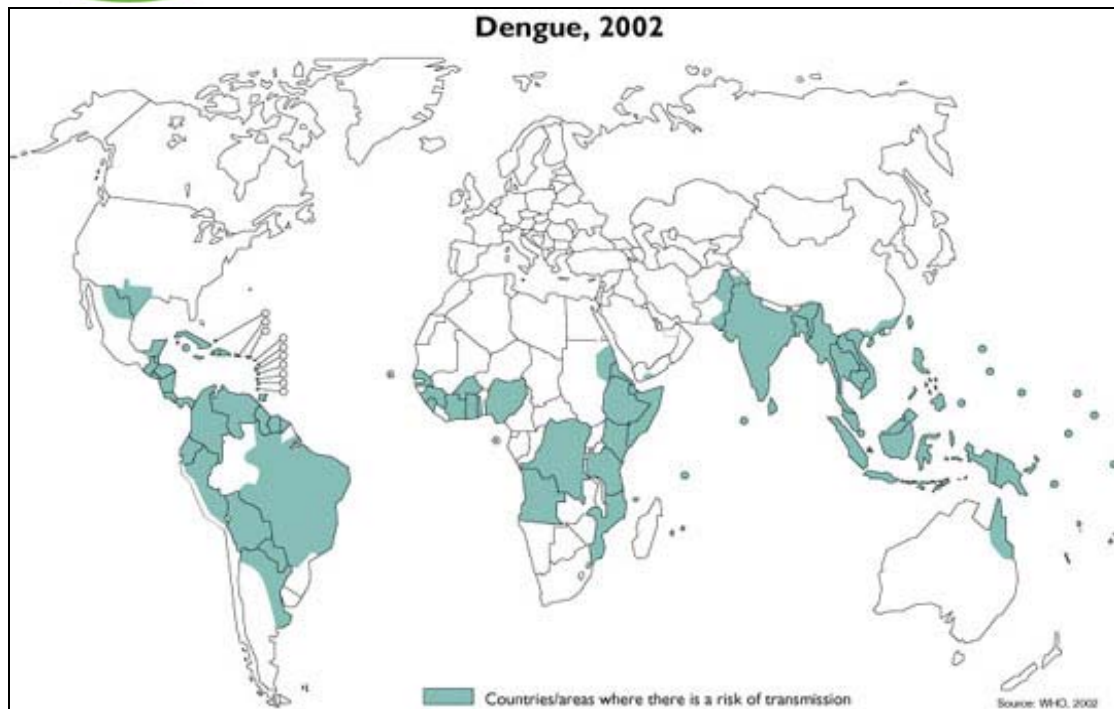 Dengue, 2002
Countries/areas where there is a risk of transmission
Source: WHO, 2002